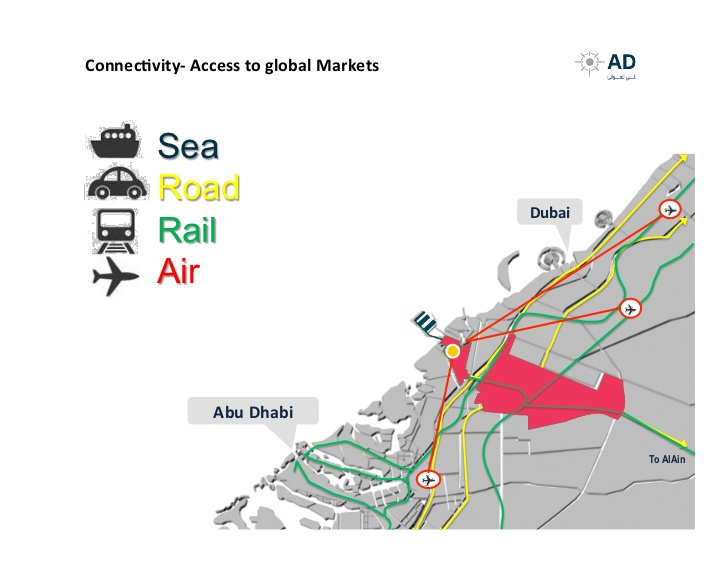 Connectivity- Access to global Markets
AD
Sea
Road
Rail
Air
Dubai
Abu Dhabi
To AlAin